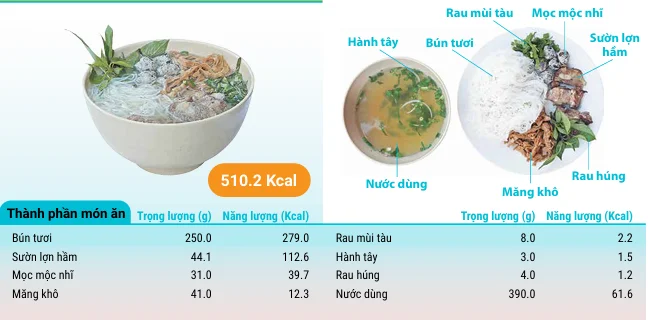 Rau mùi tàu
Mọc mộc nhĩ
Hành tây
Bún tươi
Sườn lợn
hầm
Nước dùng
Rau húng
Măng khô
510.2 Kcal
Thành phần món ăn Trọng lượng (g) Năng lượng (Kcal)
Bún tươi 250.0 279.0
Sườn lợn hầm 44.1 112.6
Mọc mộc nhĩ 31.0 39.7
Măng khô 41.0 12.3
Trọng lượng (g) Năng lượng (Kcal)
Rau mùi tàu 8.0 2.2
Hành tây 3.0 1.5
Rau húng 4.0 1.2
Nước dùng 390.0 61.6